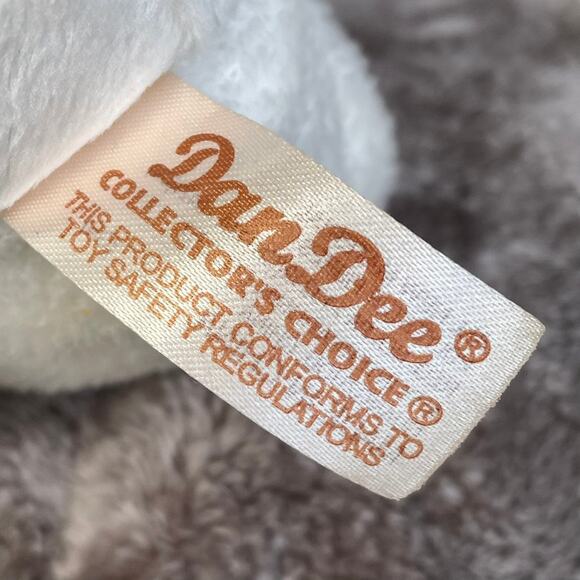 Dan Dee ®
COLLECTOR'S CHOICE ®
THIS PRODUCT CONFORMS TO
TOY SAFETY REGULATIONS